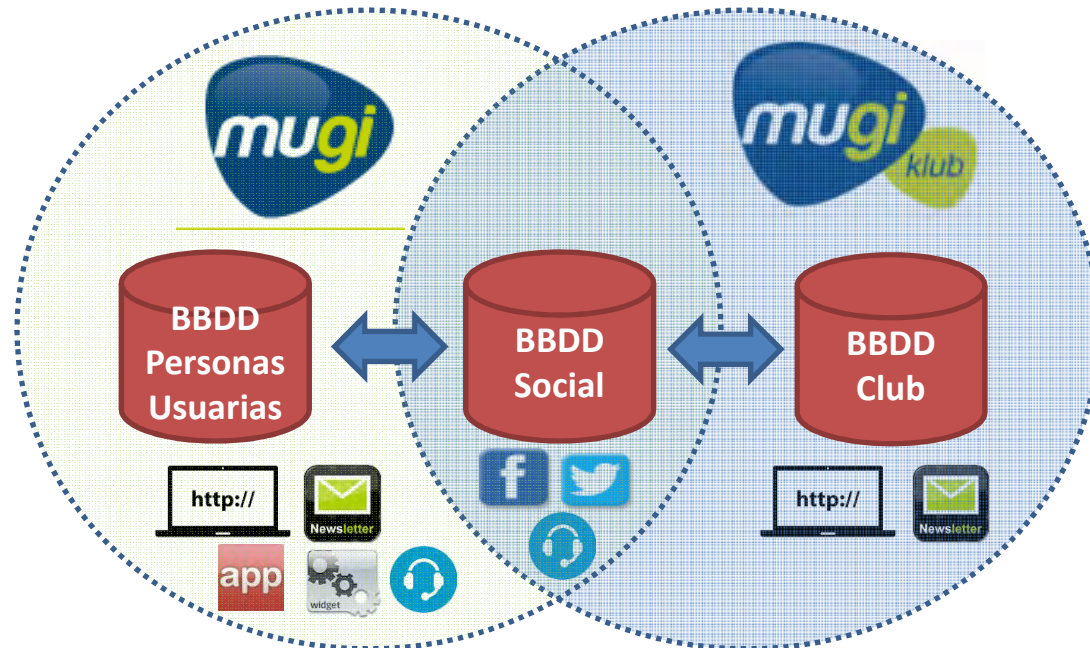 mugi
mugi
klub
BBDD
Personas
Usuarias
BBDD
Social
BBDD
Club
http://
Newsletter
f
http://
Newsletter
app
widget